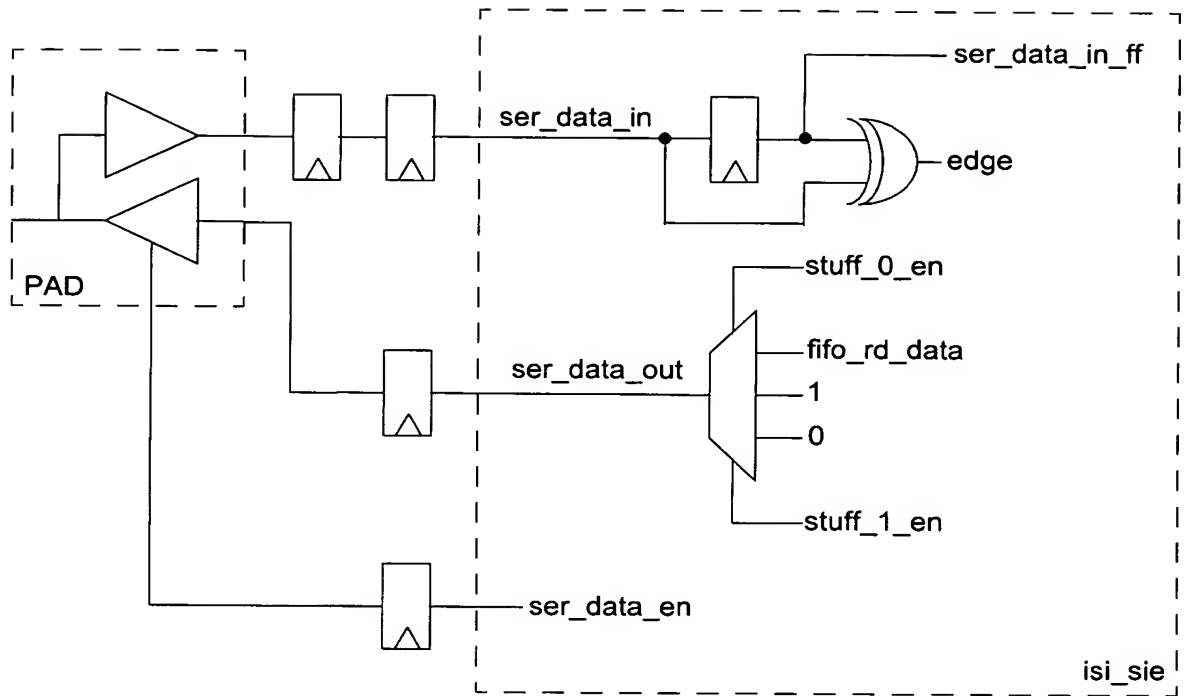 ser_data_in_ff
ser_data_in
edge
PAD
stuff_0_en
fifo_rd_data
ser_data_out
1
0
stuff_1_en
ser_data_en
isi_sie